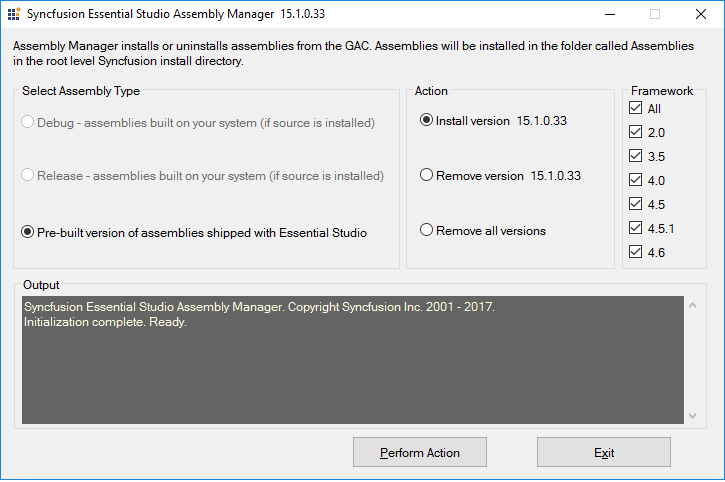 Syncfusion Essential Studio Assembly Manager  15.1.0.33
Assembly Manager installs or uninstalls assemblies from the GAC. Assemblies will be installed in the folder called Assemblies
in the root level Syncfusion install directory.
Select Assembly Type
Debug - assemblies built on your system (if source is installed)
Release - assemblies built on your system (if source is installed)
Pre-built version of assemblies shipped with Essential Studio
Action
Install version  15.1.0.33
Remove version  15.1.0.33
Remove all versions
Framework
All
2.0
3.5
4.0
4.5
4.5.1
4.6
Output
Syncfusion Essential Studio Assembly Manager. Copyright Syncfusion Inc. 2001 - 2017.
Initialization complete. Ready.
Perform Action
Exit